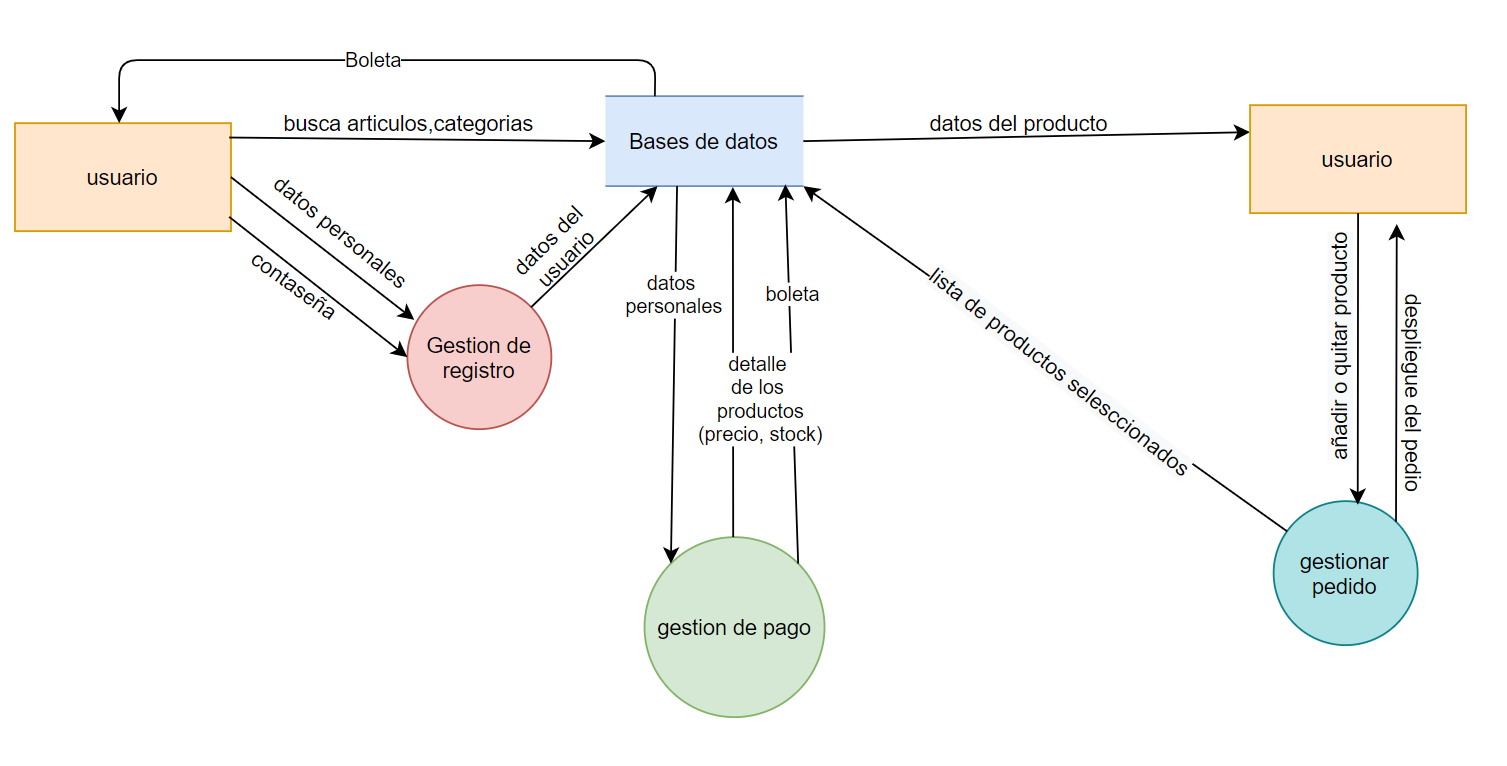 Boleta
busca articulos,categorias
Bases de datos
datos del producto
usuario
usuario
datos personales
contaseña
datos del
usuario
Gestion de
registro
datos
personales
boleta
detalle
de los
productos
(precio, stock)
lista de productos selesccionados
añadir o quitar producto
despliegue del pedio
gestion de pago
gestionar
pedido